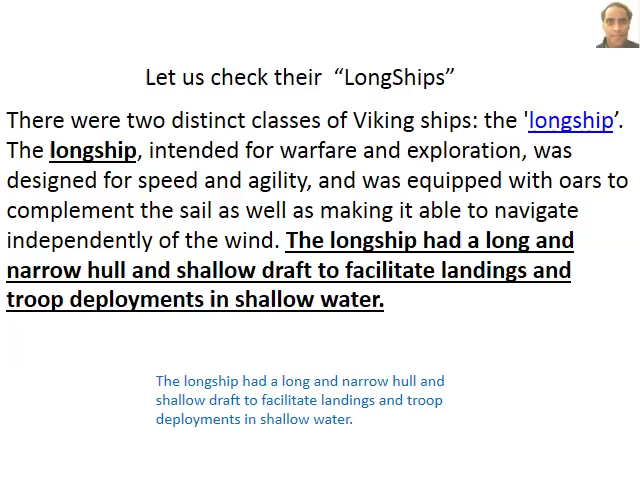 Let us check their “LongShips”
There were two distinct classes of Viking ships: the 'longship’.
The longship, intended for warfare and exploration, was
designed for speed and agility, and was equipped with oars to
complement the sail as well as making it able to navigate
independently of the wind. The longship had a long and
narrow hull and shallow draft to facilitate landings and
troop deployments in shallow water.
The longship had a long and narrow hull and
shallow draft to facilitate landings and troop
deployments in shallow water.